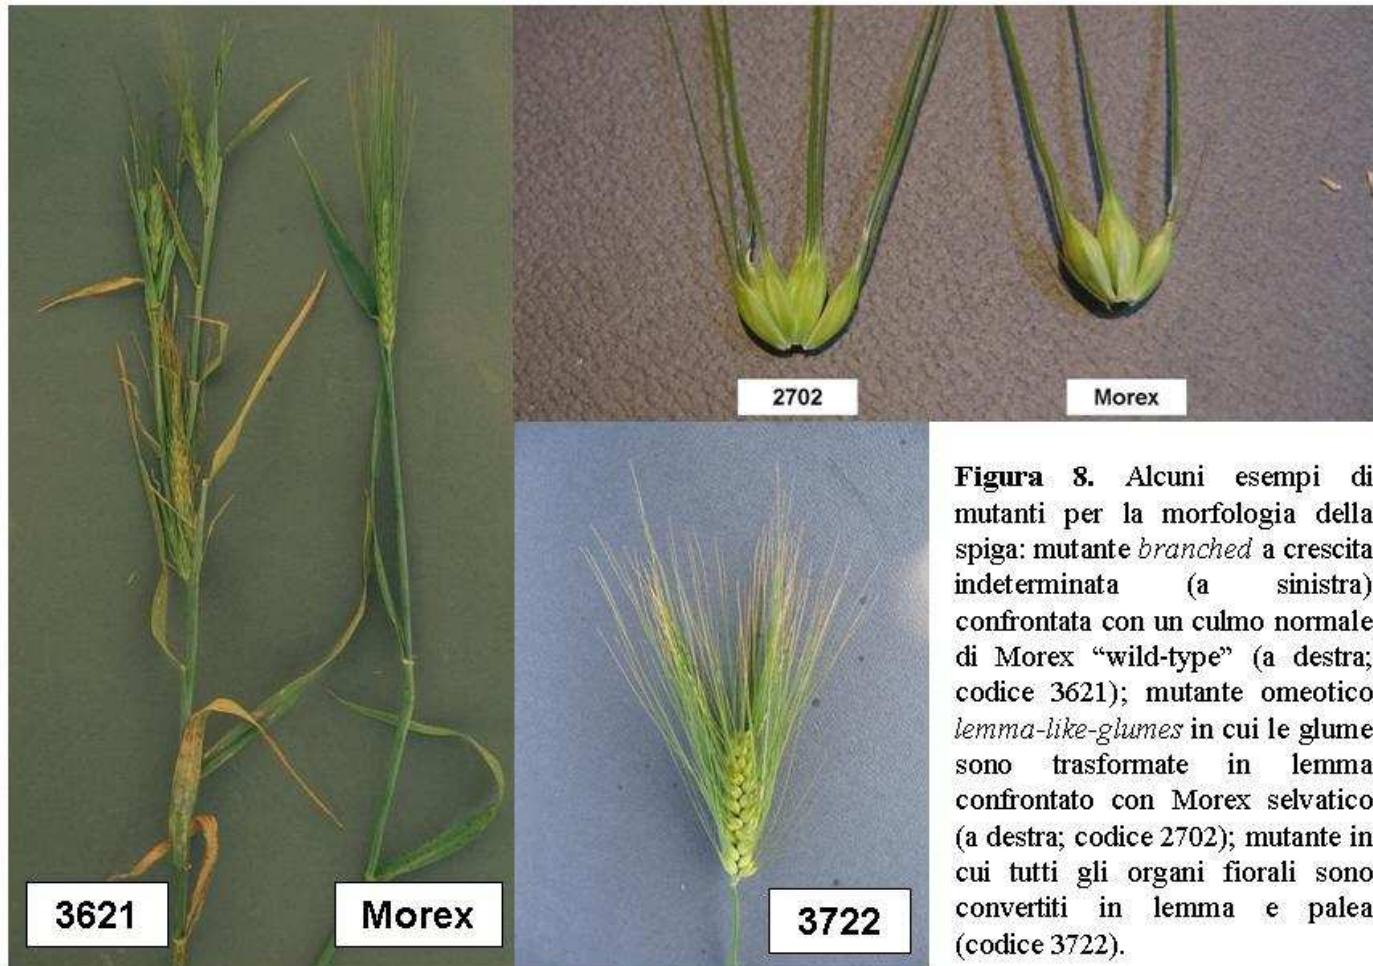 3621
Morex
2702
Morex
3722
Figura 8. Alcuni esempi di
mutanti per la morfologia della
spiga: mutante branched a crescita
indeterminata (a sinistra)
confrontata con un culmo normale
di Morex “wild-type” (a destra;
codice 3621); mutante omeotico
lemma-like-glumes in cui le glume
sono trasformate in lemma
confrontato con Morex selvatico
(a destra; codice 2702); mutante in
cui tutti gli organi fiorali sono
convertiti in lemma e palea
(codice 3722).